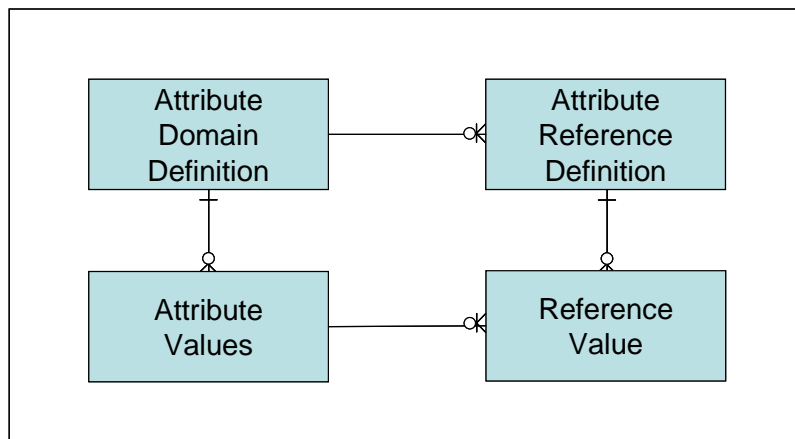 Attribute
Domain
Definition
Attribute
Reference
Definition
Attribute
Values
Reference
Value